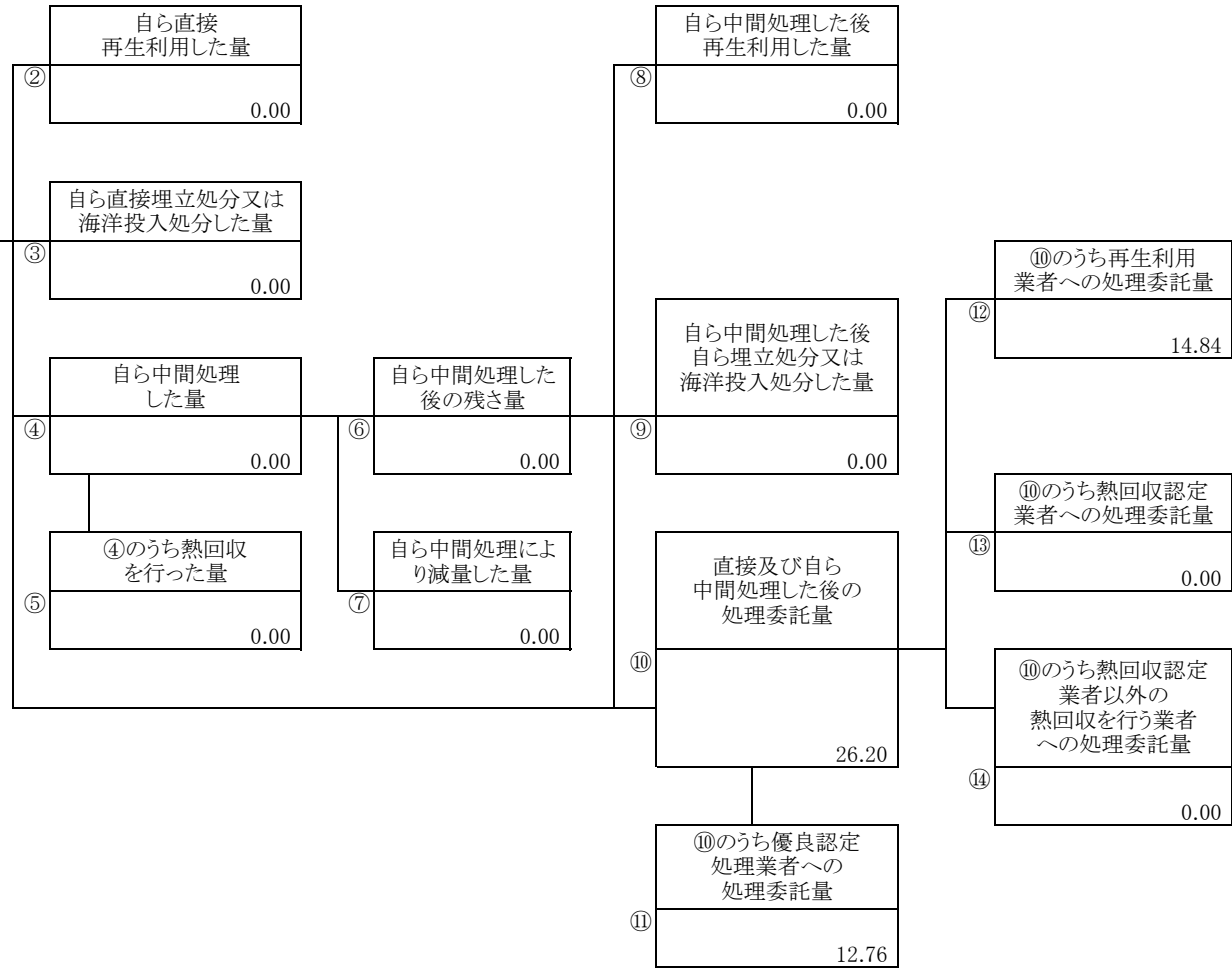 自ら直接
再生利用した量
②
0.00
自ら直接埋立処分又は
海洋投入処分した量
③
0.00
自ら中間処理
した量
④
0.00
④のうち熱回収
を行った量
⑤
0.00
自ら中間処理した
後の残さ量
⑥
0.00
自ら中間処理によ
り減量した量
⑦
0.00
自ら中間処理した後
再生利用した量
⑧
0.00
自ら中間処理した後
自ら埋立処分又は
海洋投入処分した量
⑨
0.00
直接及び自ら
中間処理した後の
処理委託量
⑩
26.20
⑩のうち優良認定
処理業者への
処理委託量
⑪
12.76
⑩のうち再生利用
業者への処理委託量
⑫
14.84
⑩のうち熱回収認定
業者への処理委託量
⑬
0.00
⑩のうち熱回収認定
業者以外の
熱回収を行う業者
への処理委託量
⑭
0.00